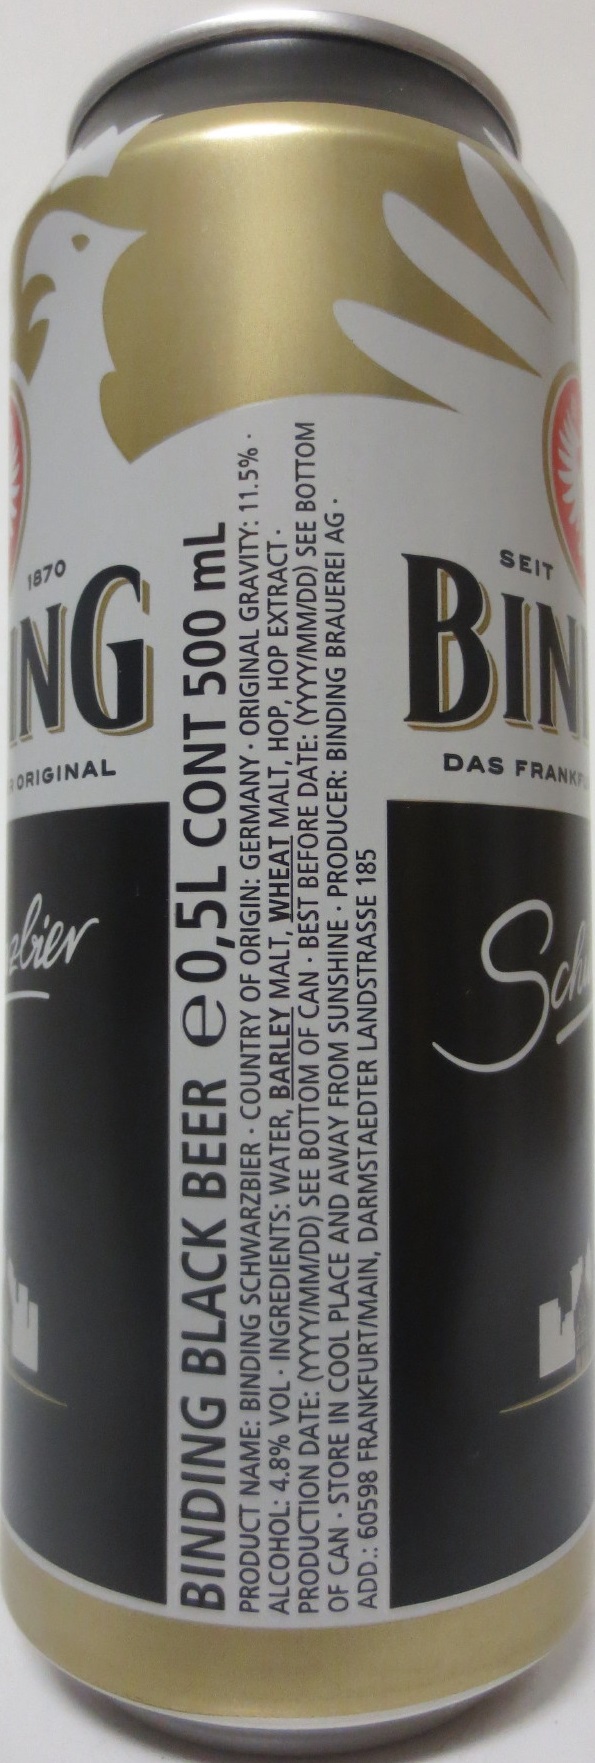 1870
NG
ORIGINAL
BINDING BLACK BEER ℮ 0,5L CONT 500 mL
PRODUCT NAME: BINDING SCHWARZBIER · COUNTRY OF ORIGIN: GERMANY · ORIGINAL GRAVITY: 11.5% ·
ALCOHOL: 4.8% VOL · INGREDIENTS: WATER, BARLEY MALT, WHEAT MALT, HOP, HOP EXTRACT ·
PRODUCTION DATE: (YYYY/MM/DD) SEE BOTTOM OF CAN · BEST BEFORE DATE: (YYYY/MM/DD) SEE BOTTOM
OF CAN · STORE IN COOL PLACE AND AWAY FROM SUNSHINE · PRODUCER: BINDING BRAUEREI AG ·
ADD.: 60598 FRANKFURT/MAIN, DARMSTAEDTER LANDSTRASSE 185
SEIT
BIN
DAS FRANKFU
Sch